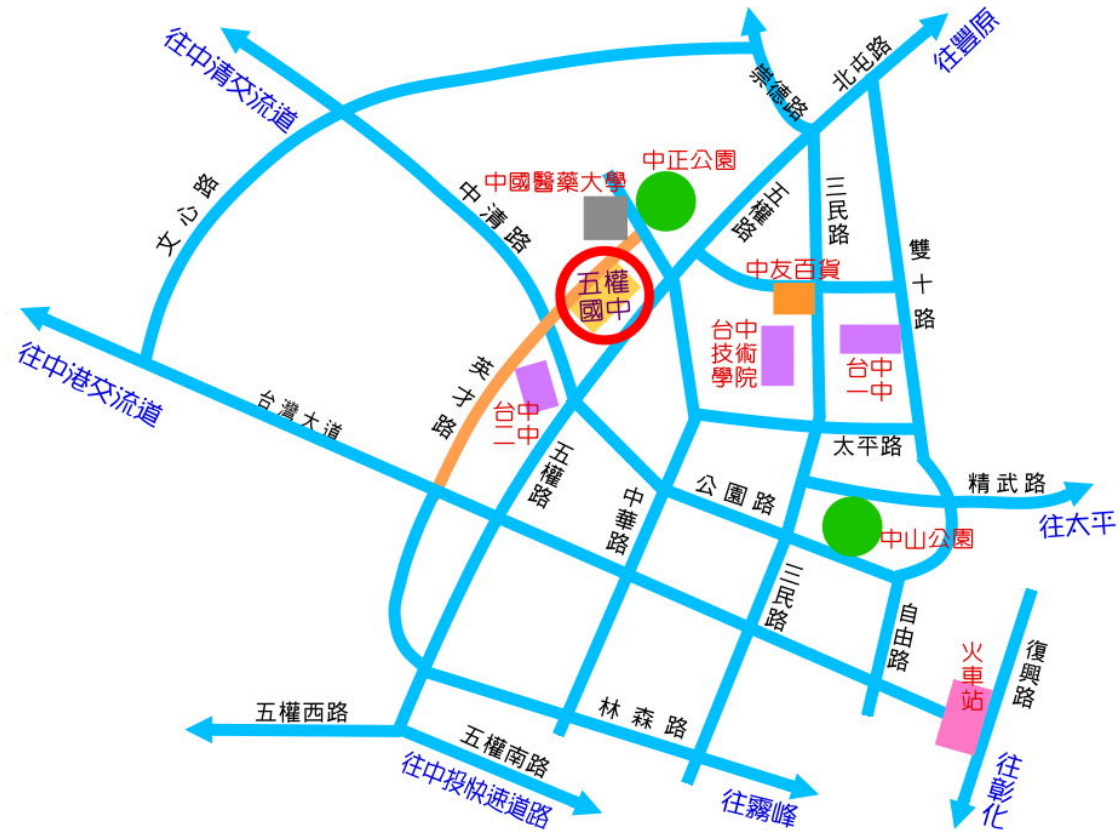 往中清交流道
崇德路
北屯路
往豐原
中正公園
中國醫藥大學
五權路
三民路
文心路
中清路
雙十路
中友百貨
五權
國中
往中港交流道
台灣大道
英才路
台中
二中
台中
技術
學院
台中
一中
太平路
五權路
中華路
公園路
精武路
往太平
中山公園
三民路
自由路
火車站
復興路
五權西路
五權南路
林森路
往中投快速道路
往霧峰
往彰化